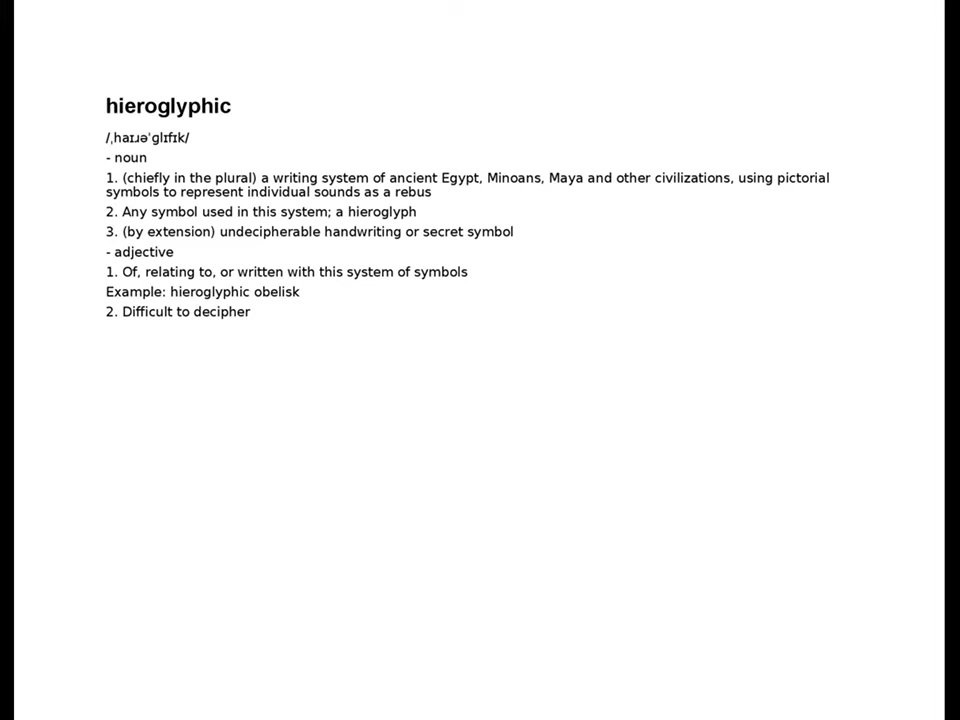 hieroglyphic
/ˌhaɪɹəˈɡlɪfɪk/
- noun
1. (chiefly in the plural) a writing system of ancient Egypt, Minoans, Maya and other civilizations, using pictorial
symbols to represent individual sounds as a rebus
2. Any symbol used in this system; a hieroglyph
3. (by extension) undecipherable handwriting or secret symbol
- adjective
1. Of, relating to, or written with this system of symbols
Example: hieroglyphic obelisk
2. Difficult to decipher